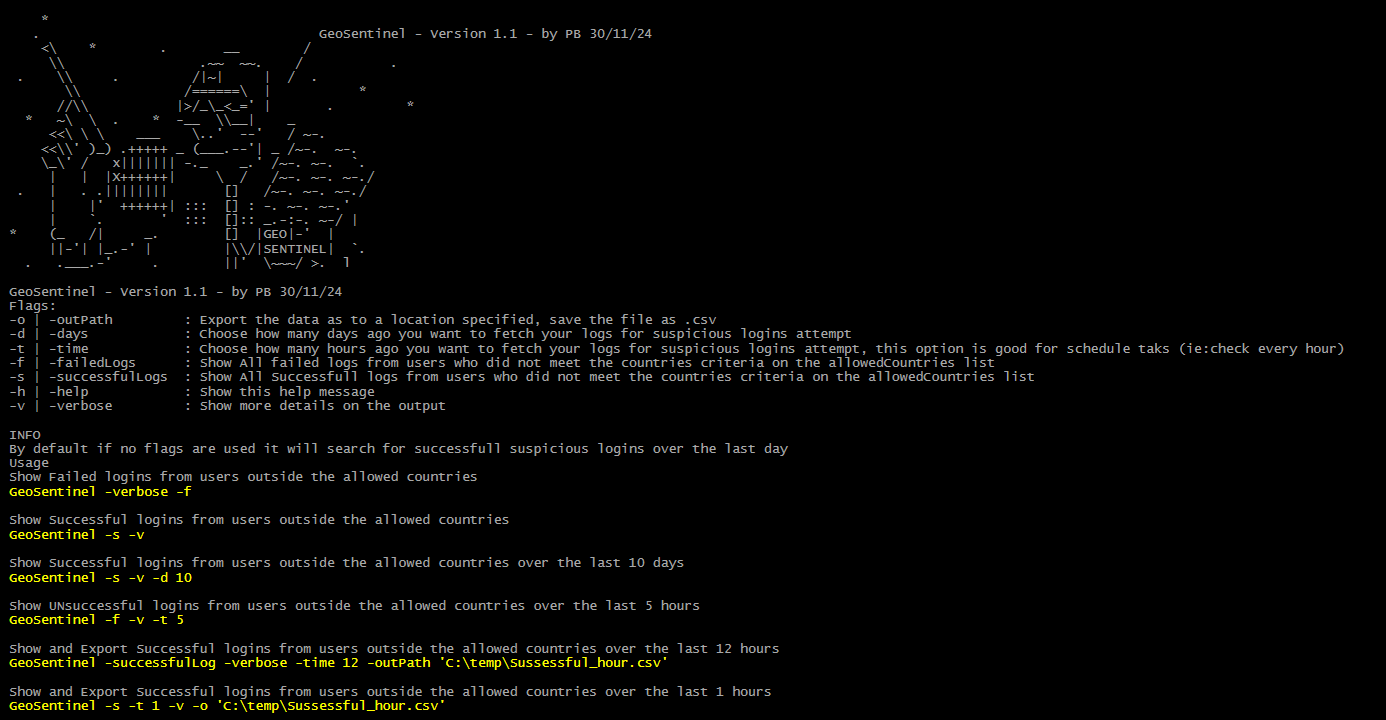 GeoSentinel - Version 1.1 - by PB 30/11/24
GEO
SENTINEL
GeoSentinel - Version 1.1 - by PB 30/11/24
Flags:
-o | -outPath         : Export the data as to a location specified, save the file as .csv
-d | -days            : Choose how many days ago you want to fetch your logs for suspicious logins attempt
-t | -time            : Choose how many hours ago you want to fetch your logs for suspicious logins attempt, this option is good for schedule taks (ie:check every hour)
-f | -failedLogs      : Show All failed logs from users who did not meet the countries criteria on the allowedCountries list
-s | -successfulLogs  : Show All Successfull logs from users who did not meet the countries criteria on the allowedCountries list
-h | -help            : Show this help message
-v | -verbose         : Show more details on the output
INFO
By default if no flags are used it will search for successfull suspicious logins over the last day
Usage
Show Failed logins from users outside the allowed countries
GeoSentinel -verbose -f
Show Successful logins from users outside the allowed countries
GeoSentinel -s -v
Show Successful logins from users outside the allowed countries over the last 10 days
GeoSentinel -s -v -d 10
Show UNsuccessful logins from users outside the allowed countries over the last 5 hours
GeoSentinel -f -v -t 5
Show and Export Successful logins from users outside the allowed countries over the last 12 hours
GeoSentinel -successfulLog -verbose -time 12 -outPath 'C:\temp\Sussessful_hour.csv'
Show and Export Successful logins from users outside the allowed countries over the last 1 hours
GeoSentinel -s -t 1 -v -o 'C:\temp\Sussessful_hour.csv'